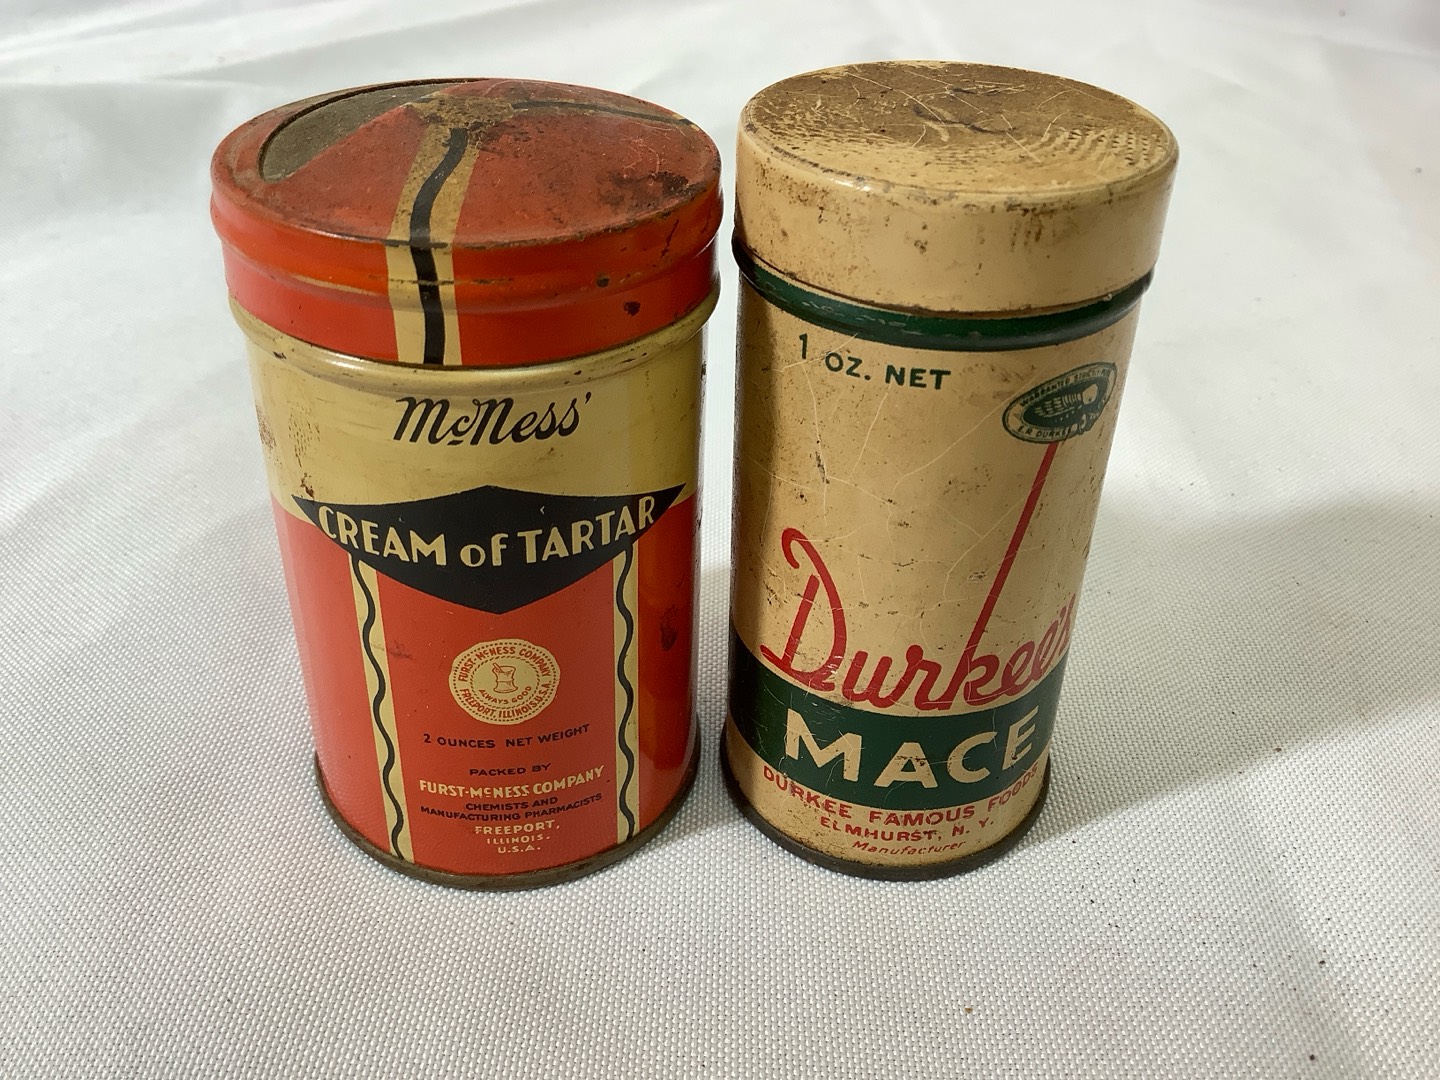 McNess'
CREAM of TARTAR
FURST-McNESS COMPANY
ALWAYS GOOD
FREEPORT, ILLINOIS, U.S.A.
2 OUNCES NET WEIGHT
PACKED BY
FURST-McNESS COMPANY
CHEMISTS AND
MANUFACTURING PHARMACISTS
FREEPORT,
ILLINOIS.
U.S.A.
1 OZ. NET
E.R. DURKEE
Durkee's
MACE
DURKEE FAMOUS FOODS
ELMHURST, N. Y.
Manufacturer